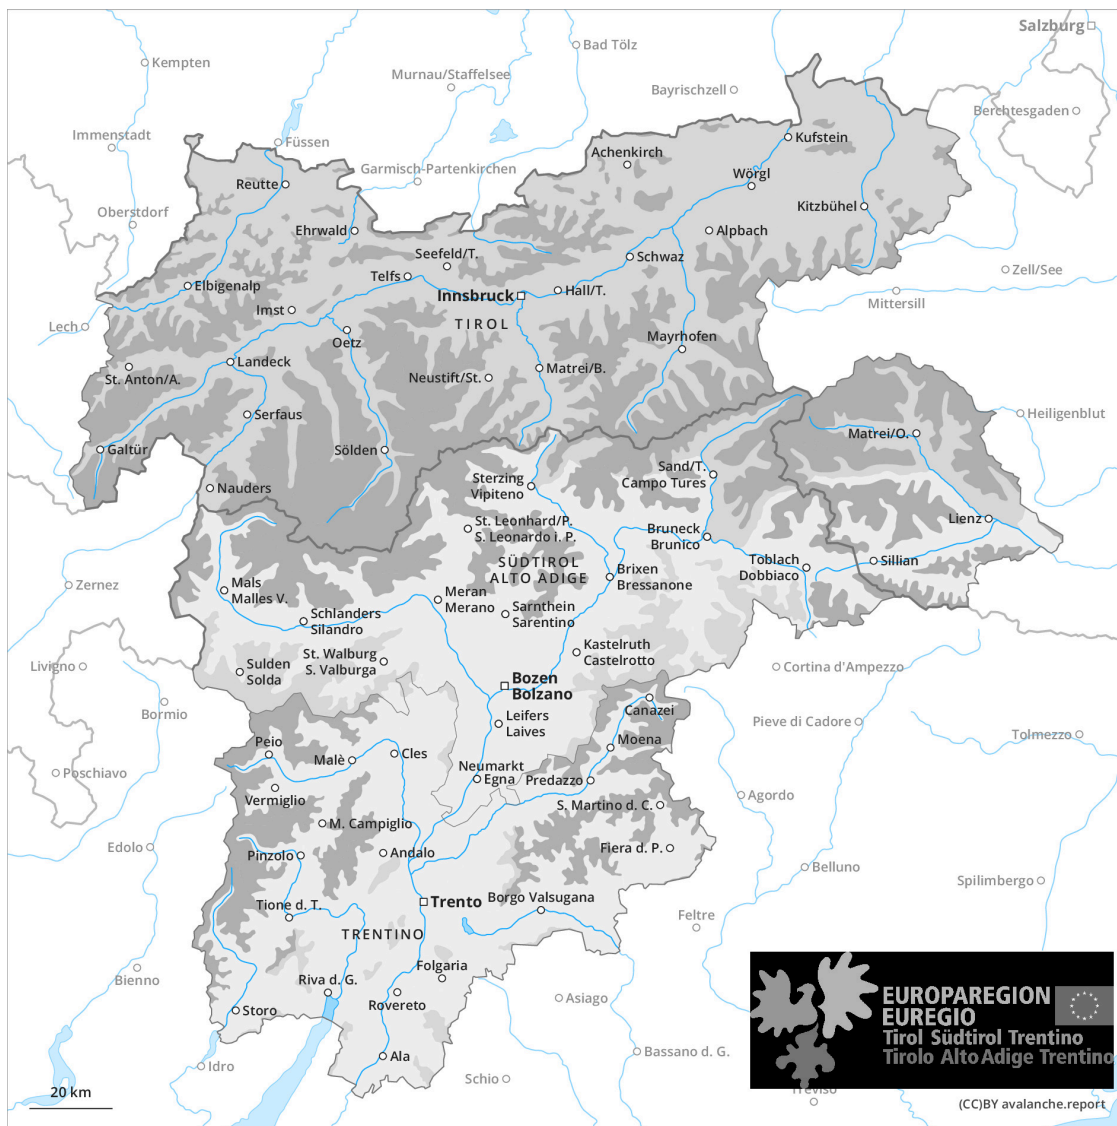 Salzburg
Bad Tölz
Kempten
Murnau/Staffelsee
Bayrischzell
Berchtesgaden
Immenstadt
Füssen
Kufstein
Achenkirch
Garmisch-Partenkirchen
Wörgl
Reutte
Kitzbühel
Oberstdorf
Ehrwald
Alpbach
Seefeld/T.
Schwaz
Zell/See
Telfs
Elbigenalp
Hall/T.
Innsbruck
Mittersill
Imst
Lech
TIROL
Oetz
Mayrhofen
Landeck
Matrei/B.
St. Anton/A.
Neustift/St.
Serfaus
Heiligenblut
Matrei/O.
Galtür
Sölden
Sand/T.
Campo Tures
Sterzing
Vipiteno
Nauders
Lienz
St. Leonhard/P.
S. Leonardo i. P.
Bruneck
Brunico
SÜDTIROL
ALTO ADIGE
Toblach
Dobbiaco
Sillian
Brixen
Bressanone
Zernez
Mals
Malles V.
Meran
Merano
Sarnthein
Sarentino
Schlanders
Silandro
Kastelruth
Castelrotto
St. Walburg
S. Valburga
Livigno
Sulden
Solda
Cortina d'Ampezzo
Bozen
Bolzano
Bormio
Canazei
Leifers
Laives
Pieve di Cadore
Tolmezzo
Peio
Moena
Cles
Malè
Poschiavo
Neumarkt
Egna
Predazzo
Vermiglio
Agordo
S. Martino d. C.
M. Campiglio
Edolo
Fiera d. P.
Andalo
Pinzolo
Belluno
Spilimbergo
Borgo Valsugana
Trento
Tione d. T.
Feltre
TRENTINO
Folgaria
Bienno
Riva d. G.
Rovereto
Asiago
Storo
EUROPAREGION
EUREGIO
Tirol Südtirol Trentino
Tirolo Alto Adige Trentino
Ala
Bassano d. G.
Idro
Schio
Treviso
20 km
(CC)BY avalanche.report